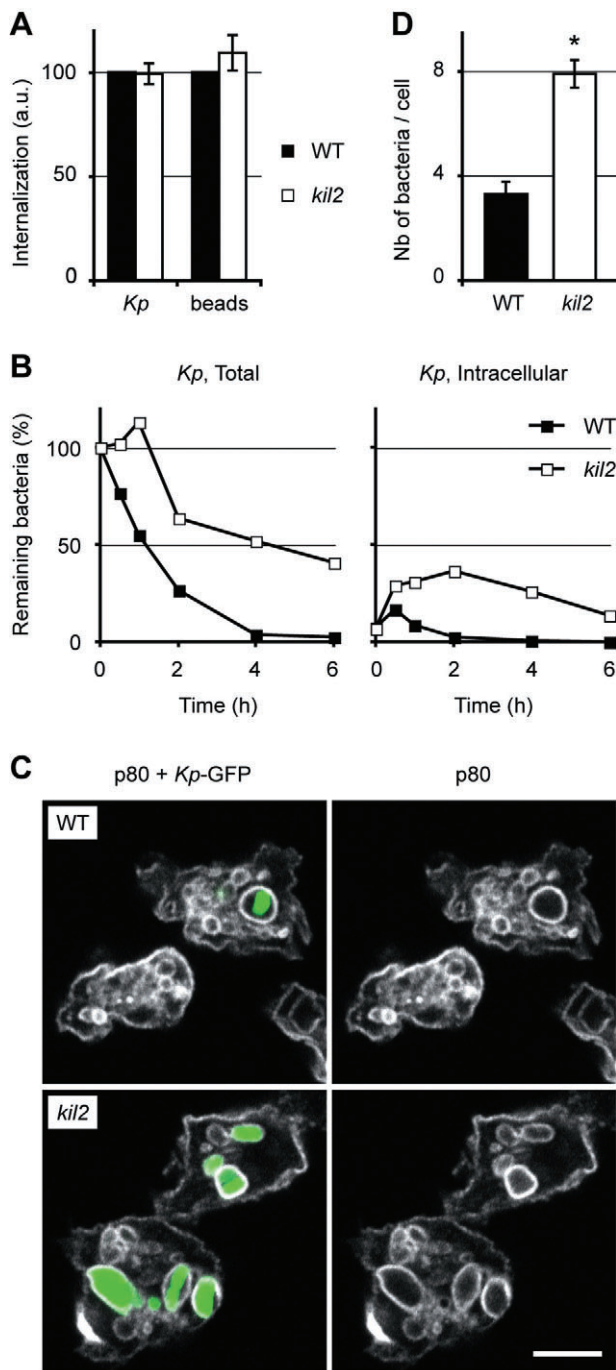 A
Internalization (a.u.)
100
50
0
Kp
beads
WT
kil2
D
Nb of bacteria / cell
8
4
0
*
WT
kil2
B
Kp, Total
Kp, Intracellular
Remaining bacteria (%)
100
50
0
0
2
4
6
Time (h)
WT
kil2
0
2
4
6
Time (h)
C
p80 + Kp-GFP
p80
WT
kil2